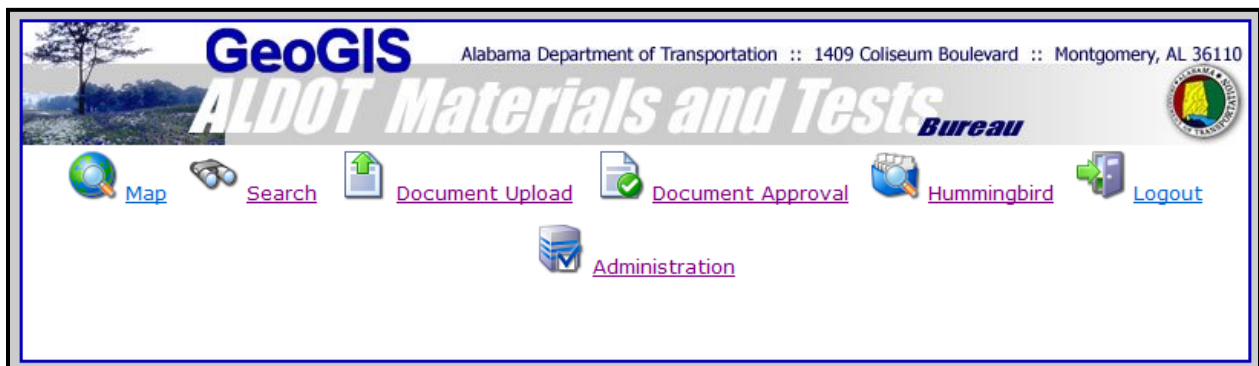 GeoGIS
Alabama Department of Transportation :: 1409 Coliseum Boulevard :: Montgomery, AL 36110
ALDOT Materials and Tests Bureau
Map Search Document Upload Document Approval Hummingbird Logout
Administration